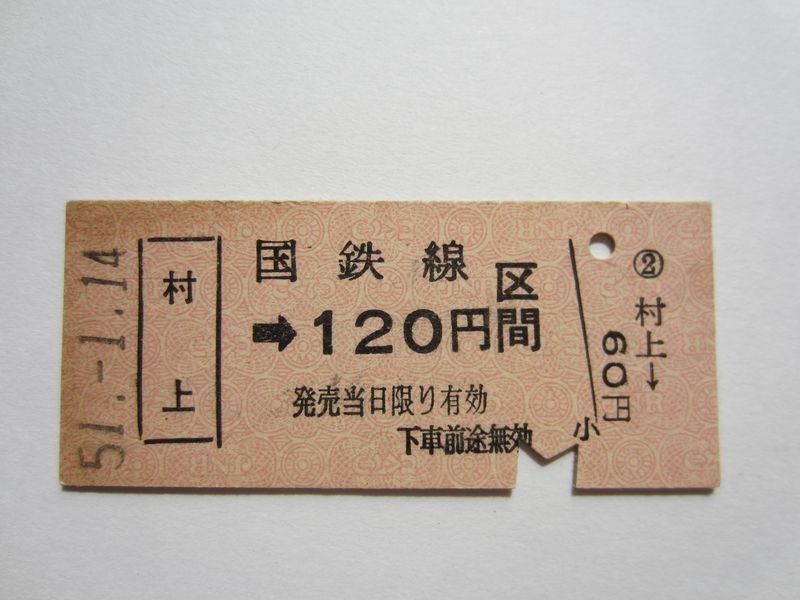 51.-1.14
村上
国鉄線
➡120円区間
発売当日限り有効
下車前途無効
小
②
村上→
60円